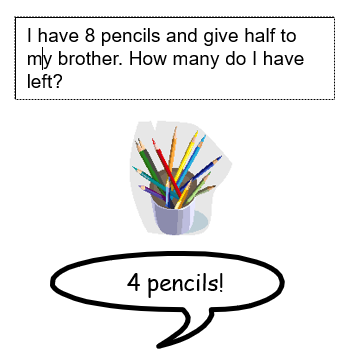 I have 8 pencils and give half to
my brother. How many do I have
left?
4 pencils!